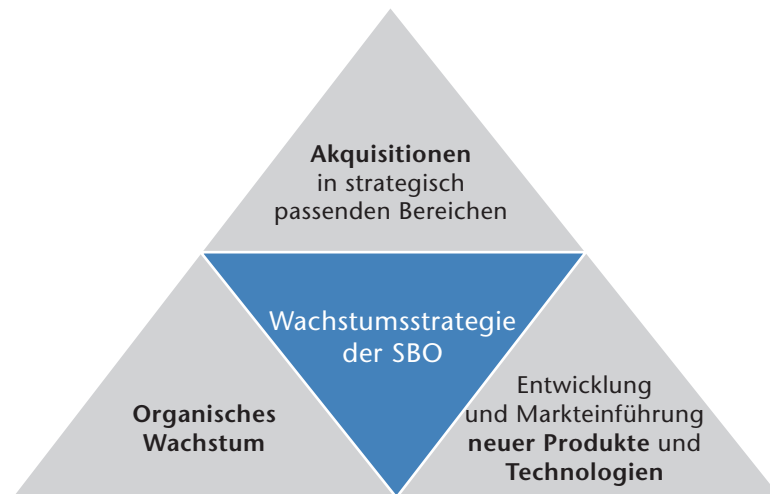 Akquisitionen
in strategisch
passenden Bereichen
Wachstumsstrategie
der SBO
Organisches
Wachstum
Entwicklung
und Markteinführung
neuer Produkte und
Technologien